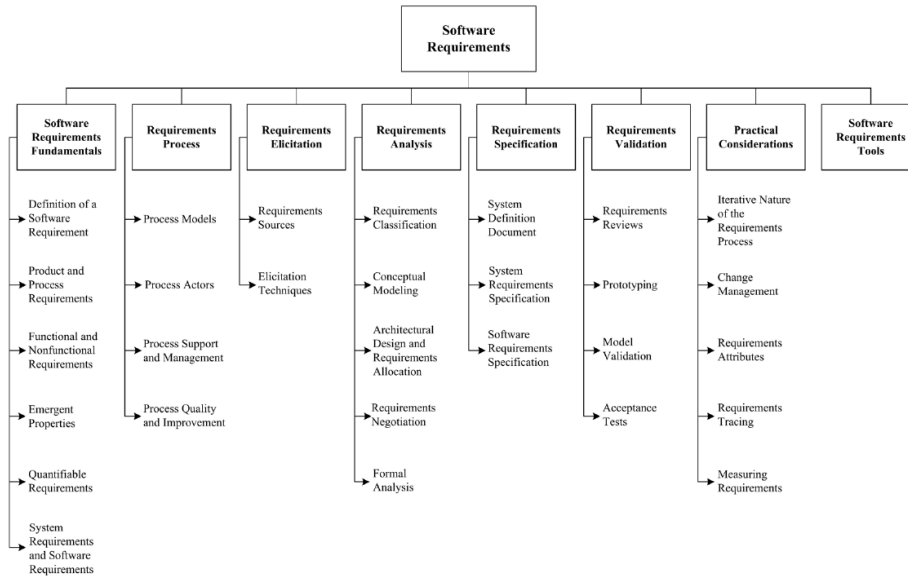 Software
Requirements
Software
Requirements
Fundamentals
Requirements
Process
Requirements
Elicitation
Requirements
Analysis
Requirements
Specification
Requirements
Validation
Practical
Considerations
Software
Requirements
Tools
Definition of a
Software
Requirement
Product and
Process
Requirements
Functional and
Nonfunctional
Requirements
Emergent
Properties
Quantifiable
Requirements
System
Requirements
and Software
Requirements
Process Models
Process Actors
Process Support
and Management
Process Quality
and Improvement
Requirements
Sources
Elicitation
Techniques
Requirements
Classification
Conceptual
Modeling
Architectural
Design and
Requirements
Allocation
Requirements
Negotiation
Formal
Analysis
System
Definition
Document
System
Requirements
Specification
Software
Requirements
Specification
Requirements
Reviews
Prototyping
Model
Validation
Acceptance
Tests
Iterative Nature
of the
Requirements
Process
Change
Management
Requirements
Attributes
Requirements
Tracing
Measuring
Requirements